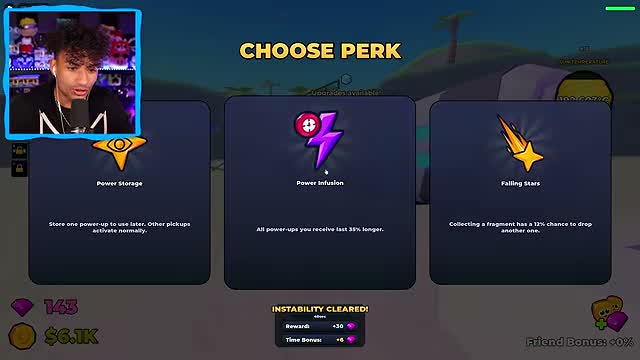 CHOOSE PERK
Upgrades available!
Power Storage
Store one power-up to use later. Other pickups
activate normally.
Power Infusion
All power-ups you receive last 35% longer.
Falling Stars
Collecting a fragment has a 12% chance to drop
another one.
143
$6.1K
INSTABILITY CLEARED!
Reward: +30
Time Bonus: +6
Friend Bonus: +0%